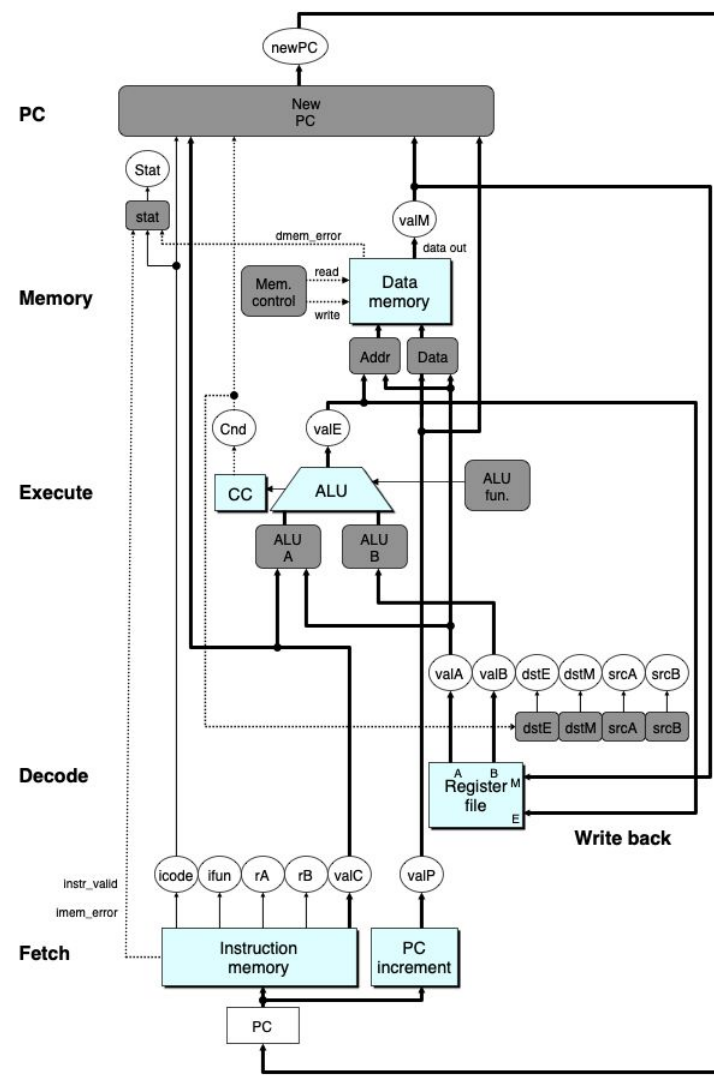 newPC
PC
New
PC
Stat
stat
valM
data out
dmem_error
Memory
Mem.
control
read
write
Data
memory
Addr
Data
Cnd
valE
Execute
CC
ALU
ALU
fun.
ALU
A
ALU
B
valA
valB
dstE
dstM
srcA
srcB
dstE
dstM
srcA
srcB
Decode
A
B
Register
file
M
E
Write back
icode
ifun
rA
rB
valC
valP
instr_valid
imem_error
Fetch
Instruction
memory
PC
increment
PC